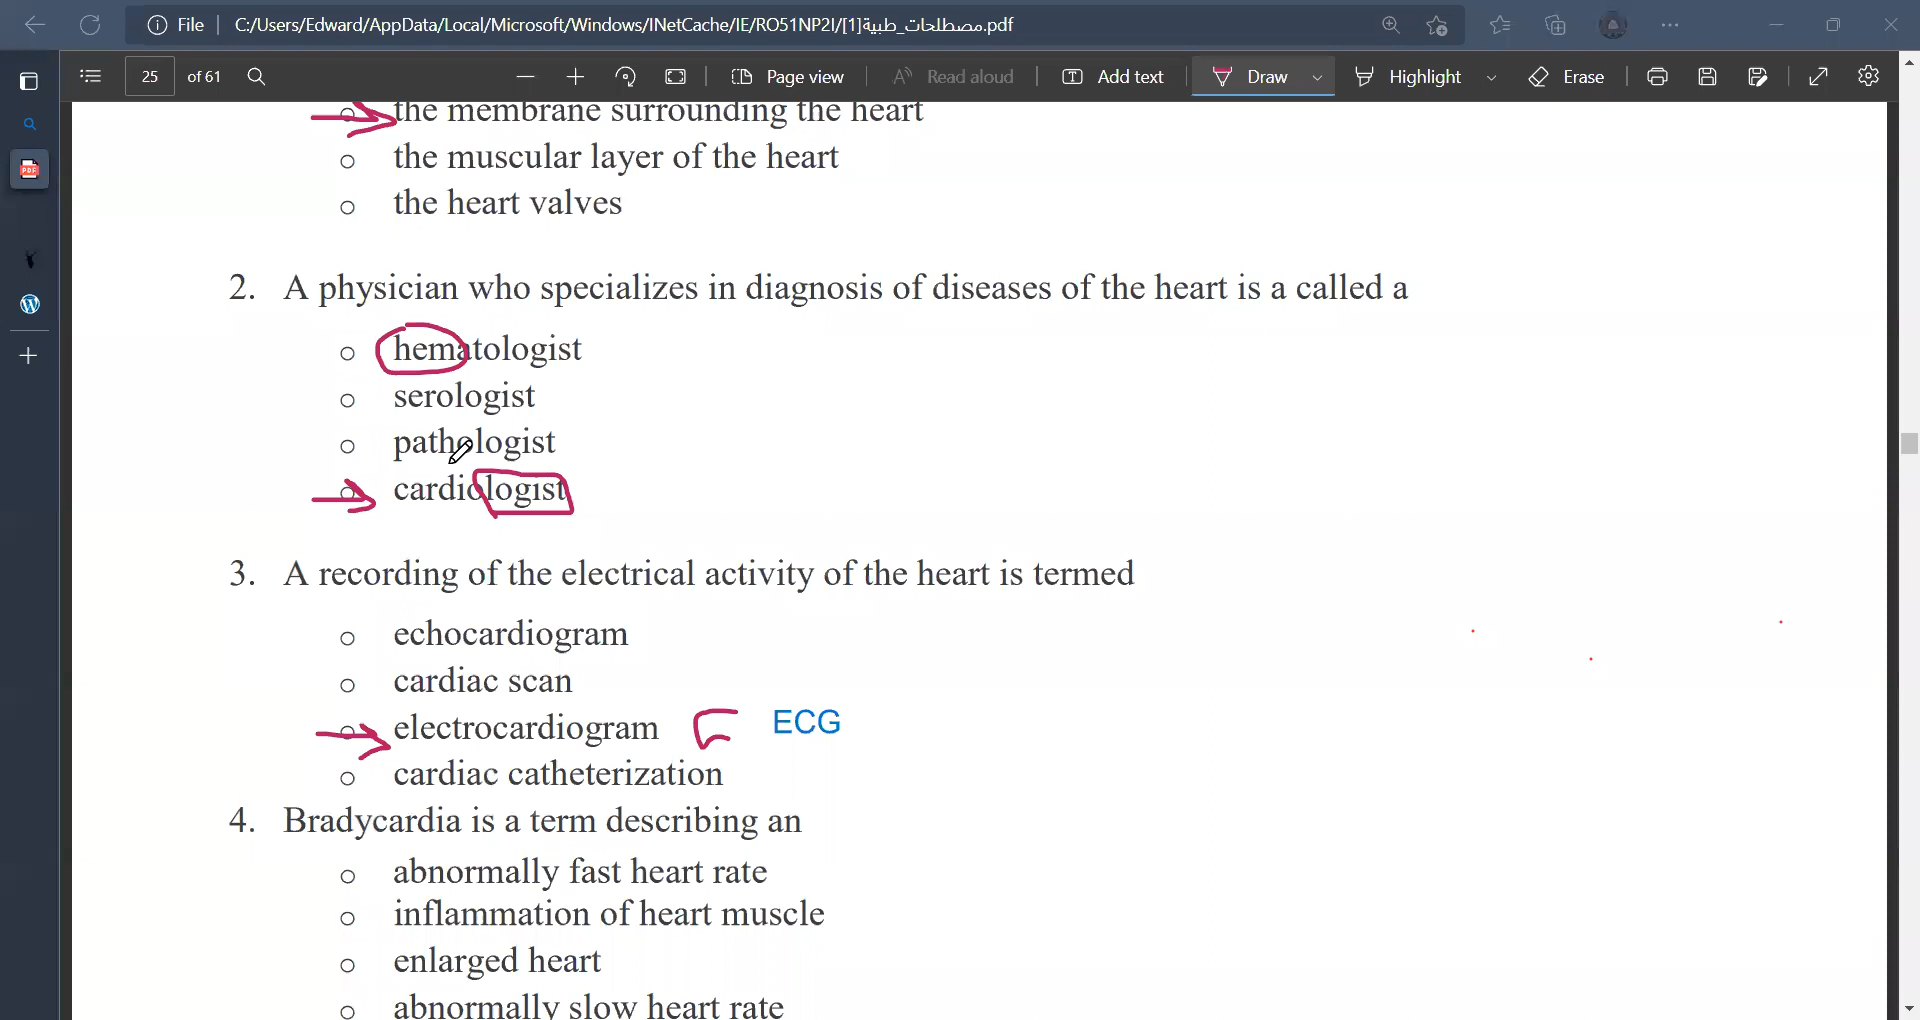 File
C:/Users/Edward/AppData/Local/Microsoft/Windows/INetCache/IE/RO51NP2I/[1]مصطلحات_طبية.pdf
25 of 61
Page view
Read aloud
Add text
Draw
Highlight
Erase
PDF
the membrane surrounding the heart
the muscular layer of the heart
the heart valves
2. A physician who specializes in diagnosis of diseases of the heart is a called a
hematologist
serologist
pathologist
cardiologist
3. A recording of the electrical activity of the heart is termed
echocardiogram
cardiac scan
electrocardiogram ECG
cardiac catheterization
4. Bradycardia is a term describing an
abnormally fast heart rate
inflammation of heart muscle
enlarged heart
abnormally slow heart rate